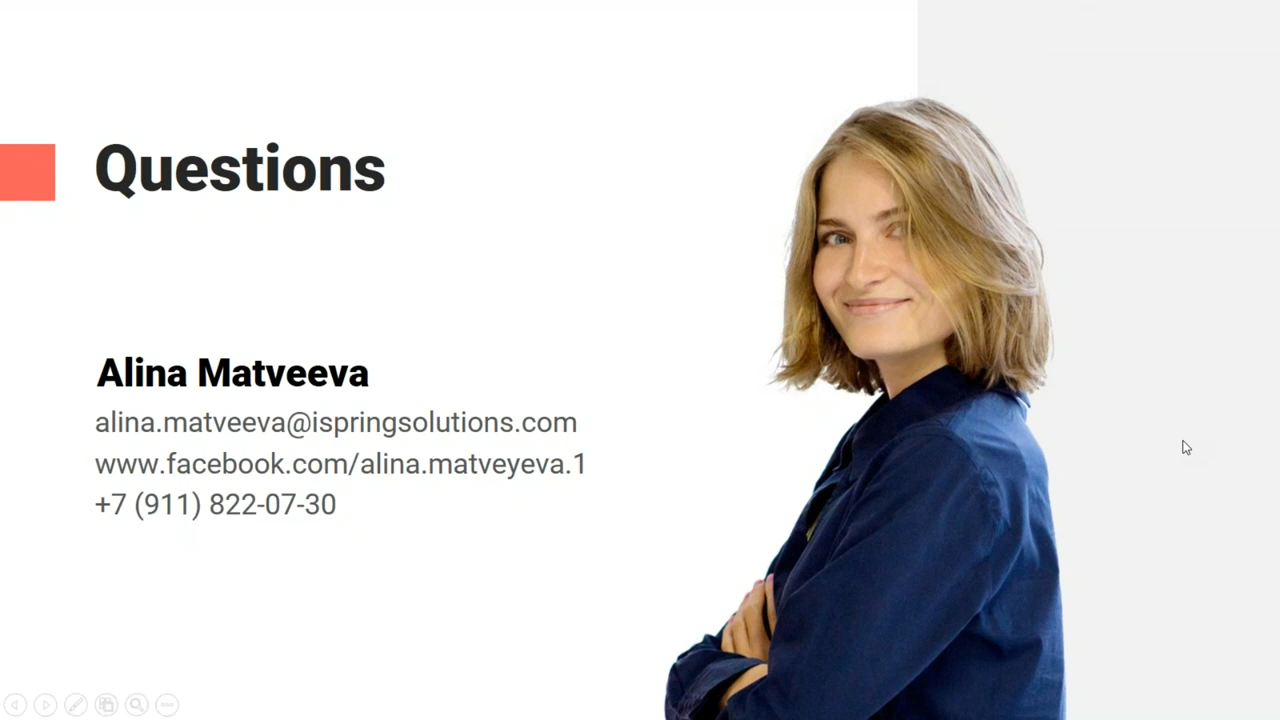 Questions
Alina Matveeva
alina.matveeva@ispringsolutions.com
www.facebook.com/alina.matveyeva.1
+7 (911) 822-07-30